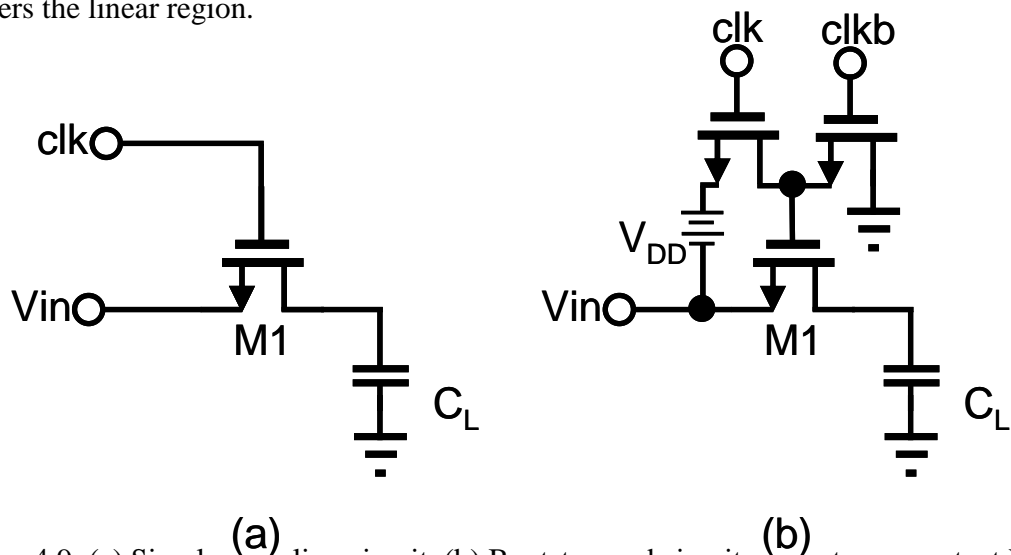 ers the linear region.
clk clkb
clk
V_DD
Vin Vin
M1 M1
C_L C_L
(a) (b)